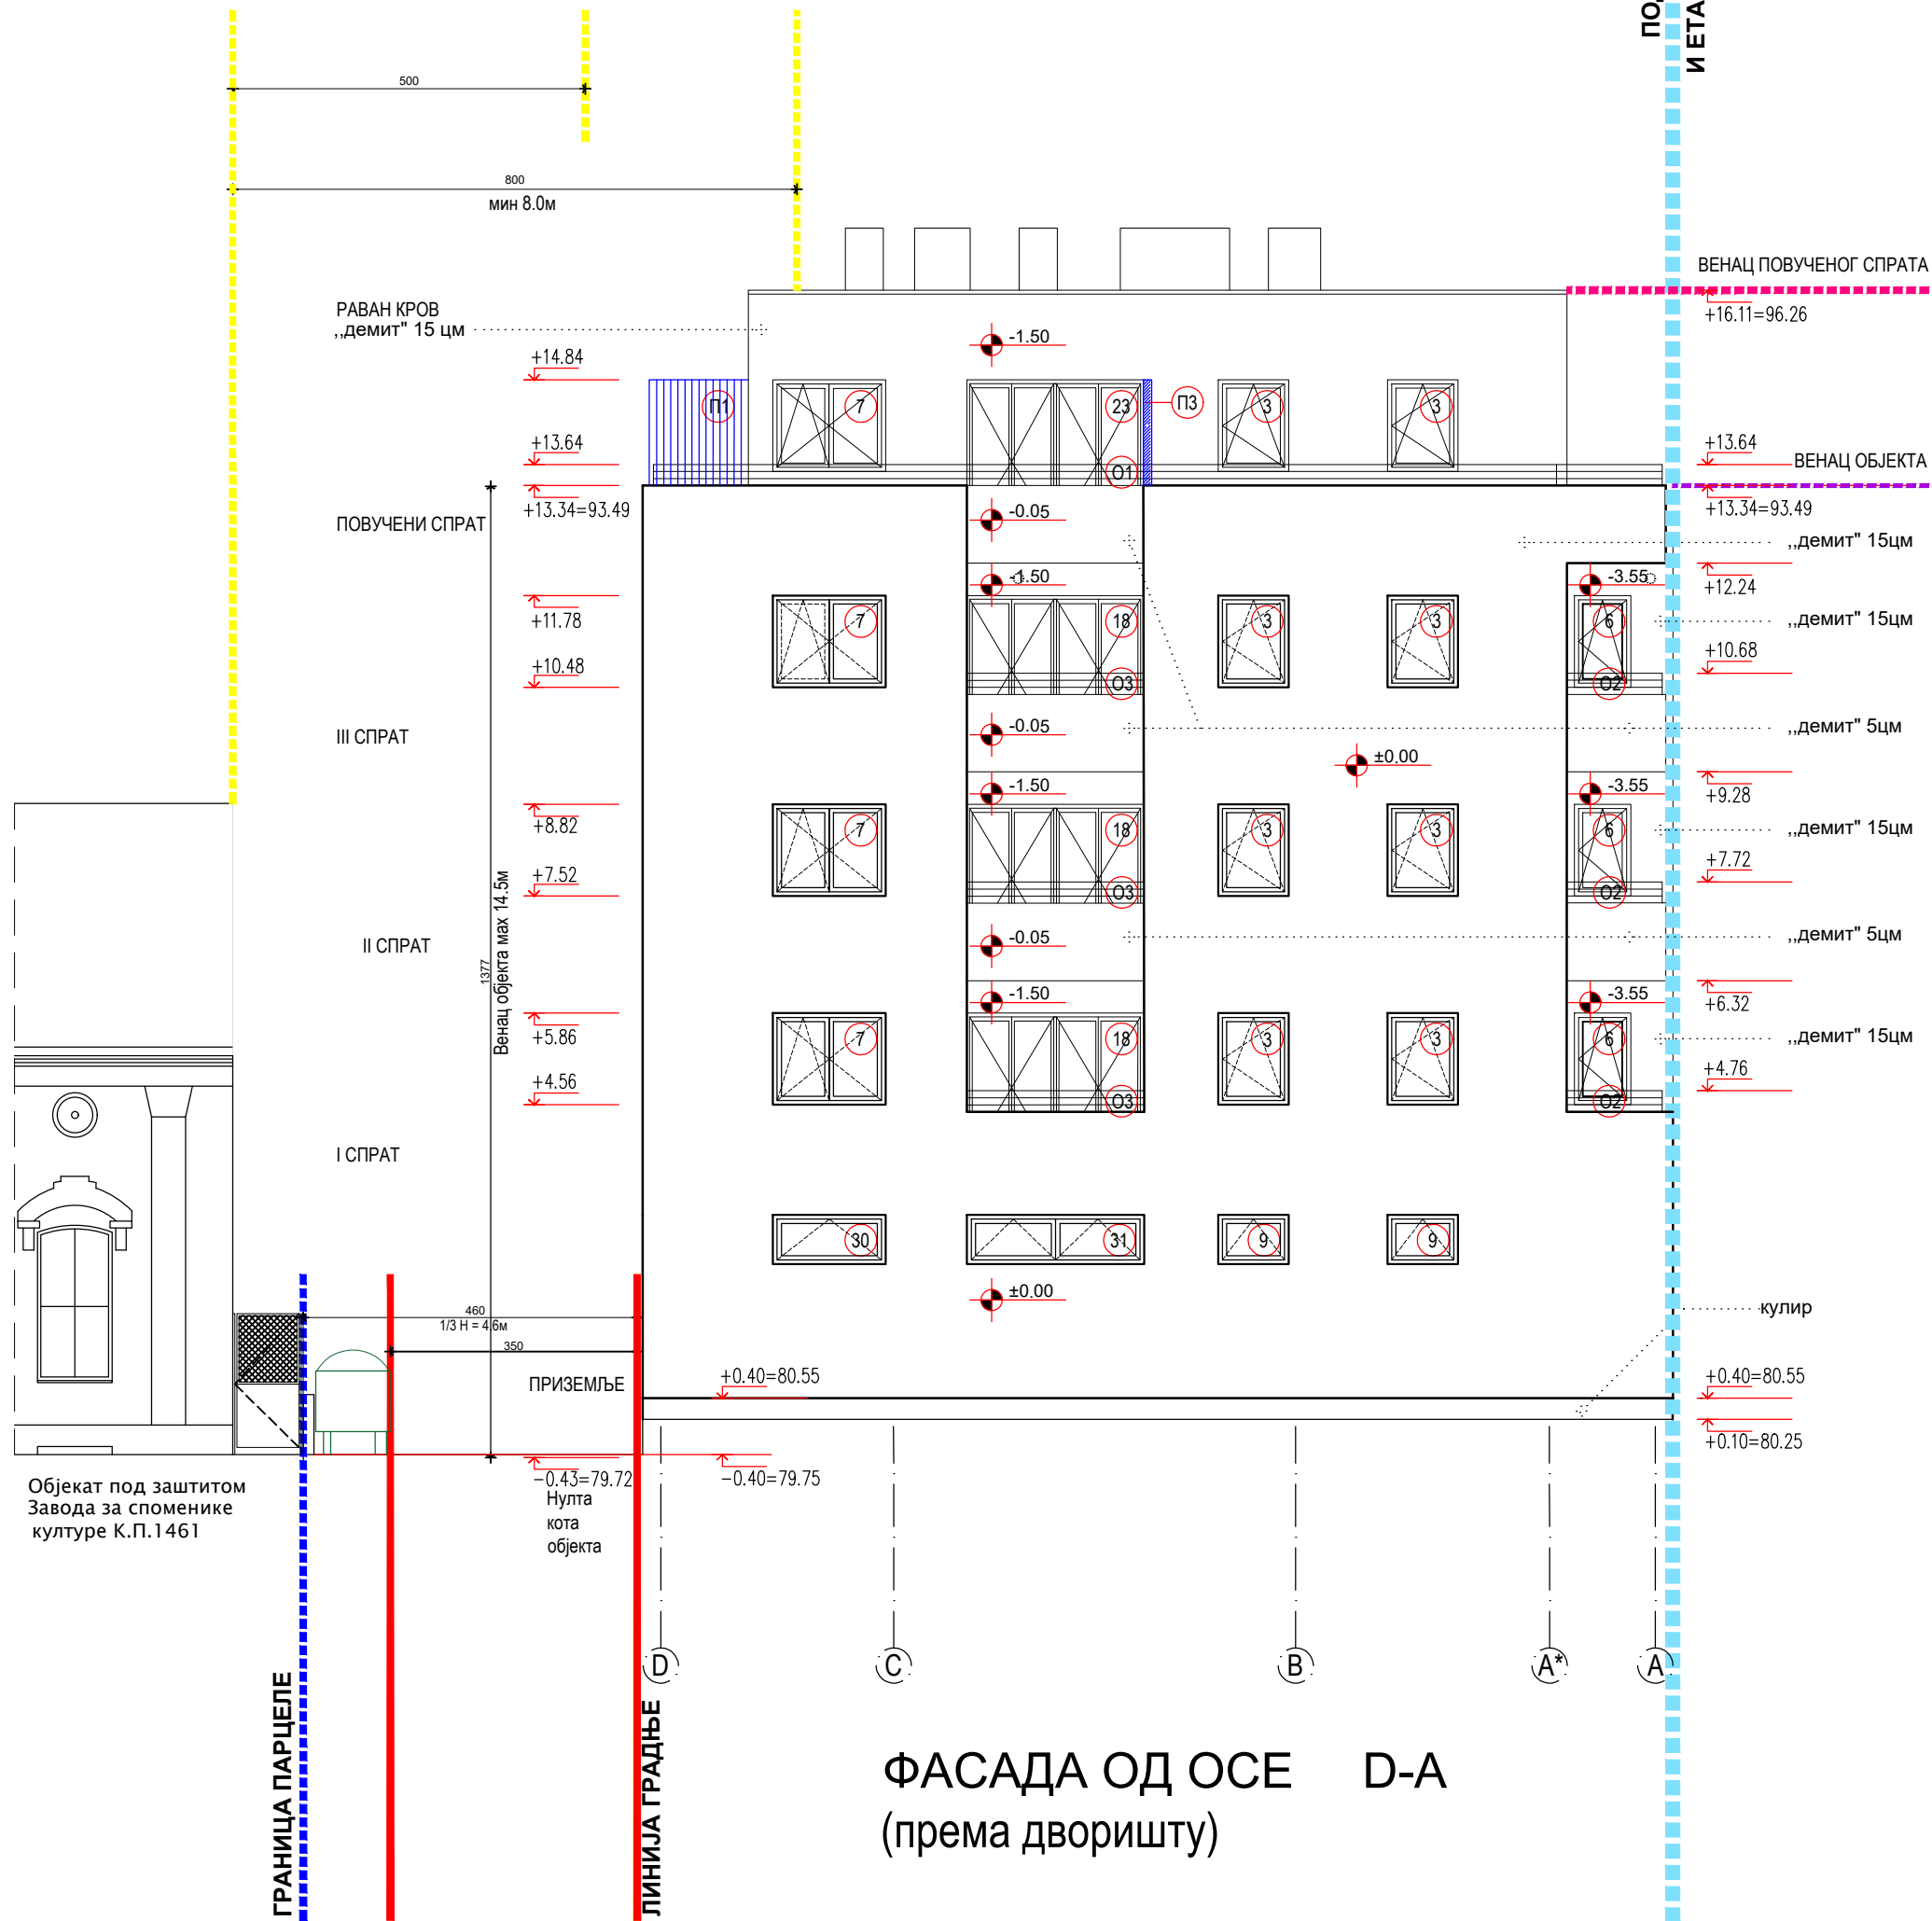 ПО
И ЕТА
500
800
мин 8.0м
ВЕНАЦ ПОВУЧЕНОГ СПРАТА
+16.11=96.26
РАВАН КРОВ
,,демит" 15 цм
-1.50
+14.84
П1
7
23
П3
3
3
+13.64
+13.64
О1
ВЕНАЦ ОБЈЕКТА
+13.34=93.49
+13.34=93.49
ПОВУЧЕНИ СПРАТ
-0.05
,,демит" 15цм
-1.50
-3.55
+12.24
+11.78
7
18
3
3
6
,,демит" 15цм
+10.48
+10.68
О3
О2
III СПРАТ
-0.05
,,демит" 5цм
±0.00
-1.50
-3.55
+9.28
+8.82
7
18
3
3
6
,,демит" 15цм
+7.52
+7.72
О3
О2
II СПРАТ
-0.05
,,демит" 5цм
1377
Венац објекта мах 14.5м
-1.50
-3.55
+6.32
+5.86
7
18
3
3
6
,,демит" 15цм
+4.56
+4.76
О3
О2
I СПРАТ
30
31
9
9
±0.00
кулир
460
1/3 H = 4.6м
350
ПРИЗЕМЉЕ
+0.40=80.55
+0.40=80.55
+0.10=80.25
-0.43=79.72
-0.40=79.75
Нулта
кота
објекта
Објекат под заштитом
Завода за споменике
културе К.П.1461
D
C
B
A*
A
ГРАНИЦА ПАРЦЕЛЕ
ЛИНИЈА ГРАДЊЕ
ФАСАДА ОД ОСЕ D-A
(према дворишту)